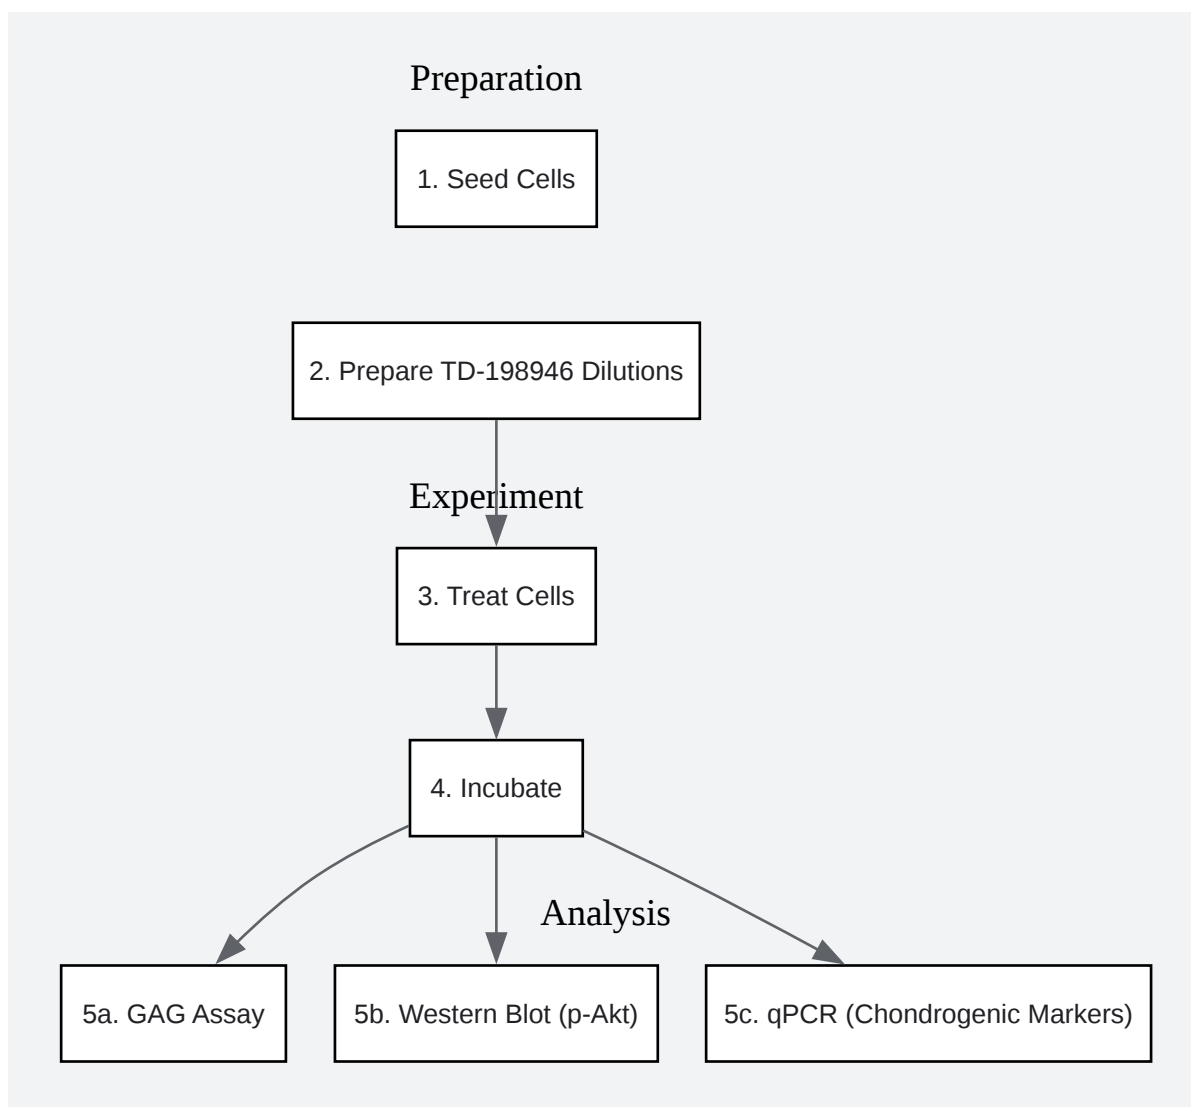 Preparation
1. Seed Cells
2. Prepare TD-198946 Dilutions
Experiment
3. Treat Cells
4. Incubate
Analysis
5a. GAG Assay
5b. Western Blot (p-Akt)
5c. qPCR (Chondrogenic Markers)